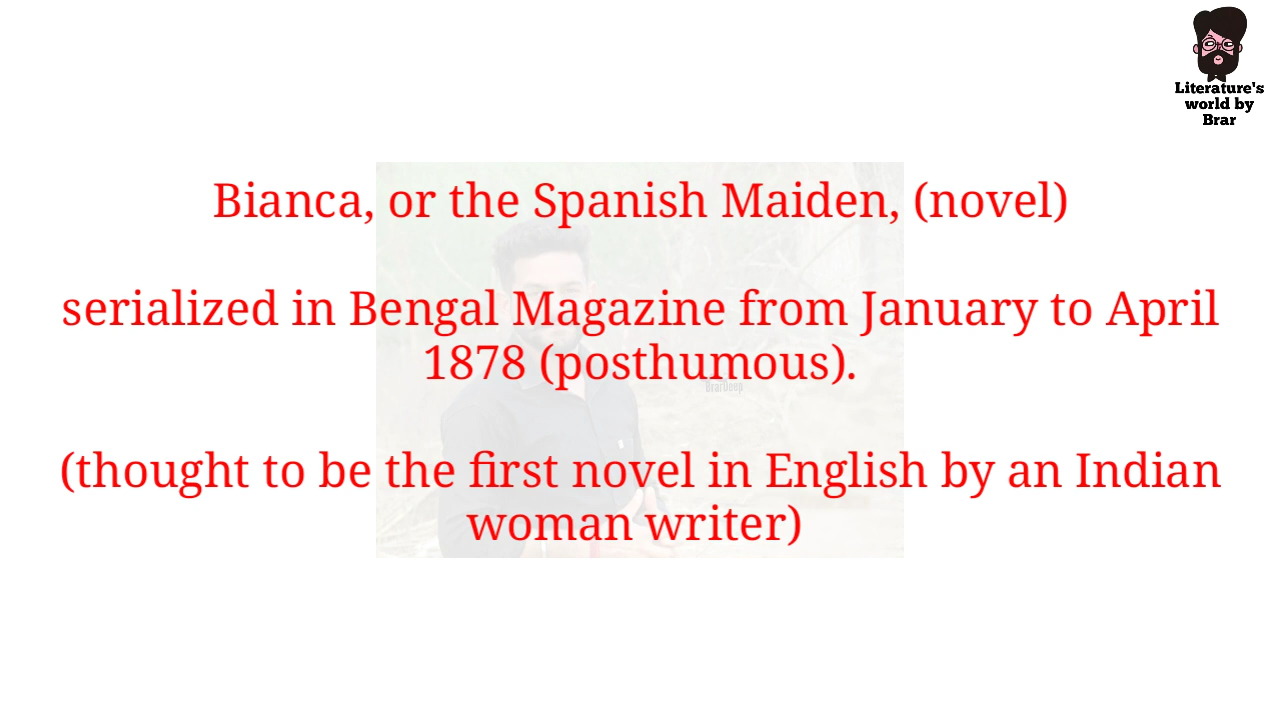 Literature's
world by
Brar
Bianca, or the Spanish Maiden, (novel)
serialized in Bengal Magazine from January to April
1878 (posthumous).
BrarDeep
(thought to be the first novel in English by an Indian
woman writer)